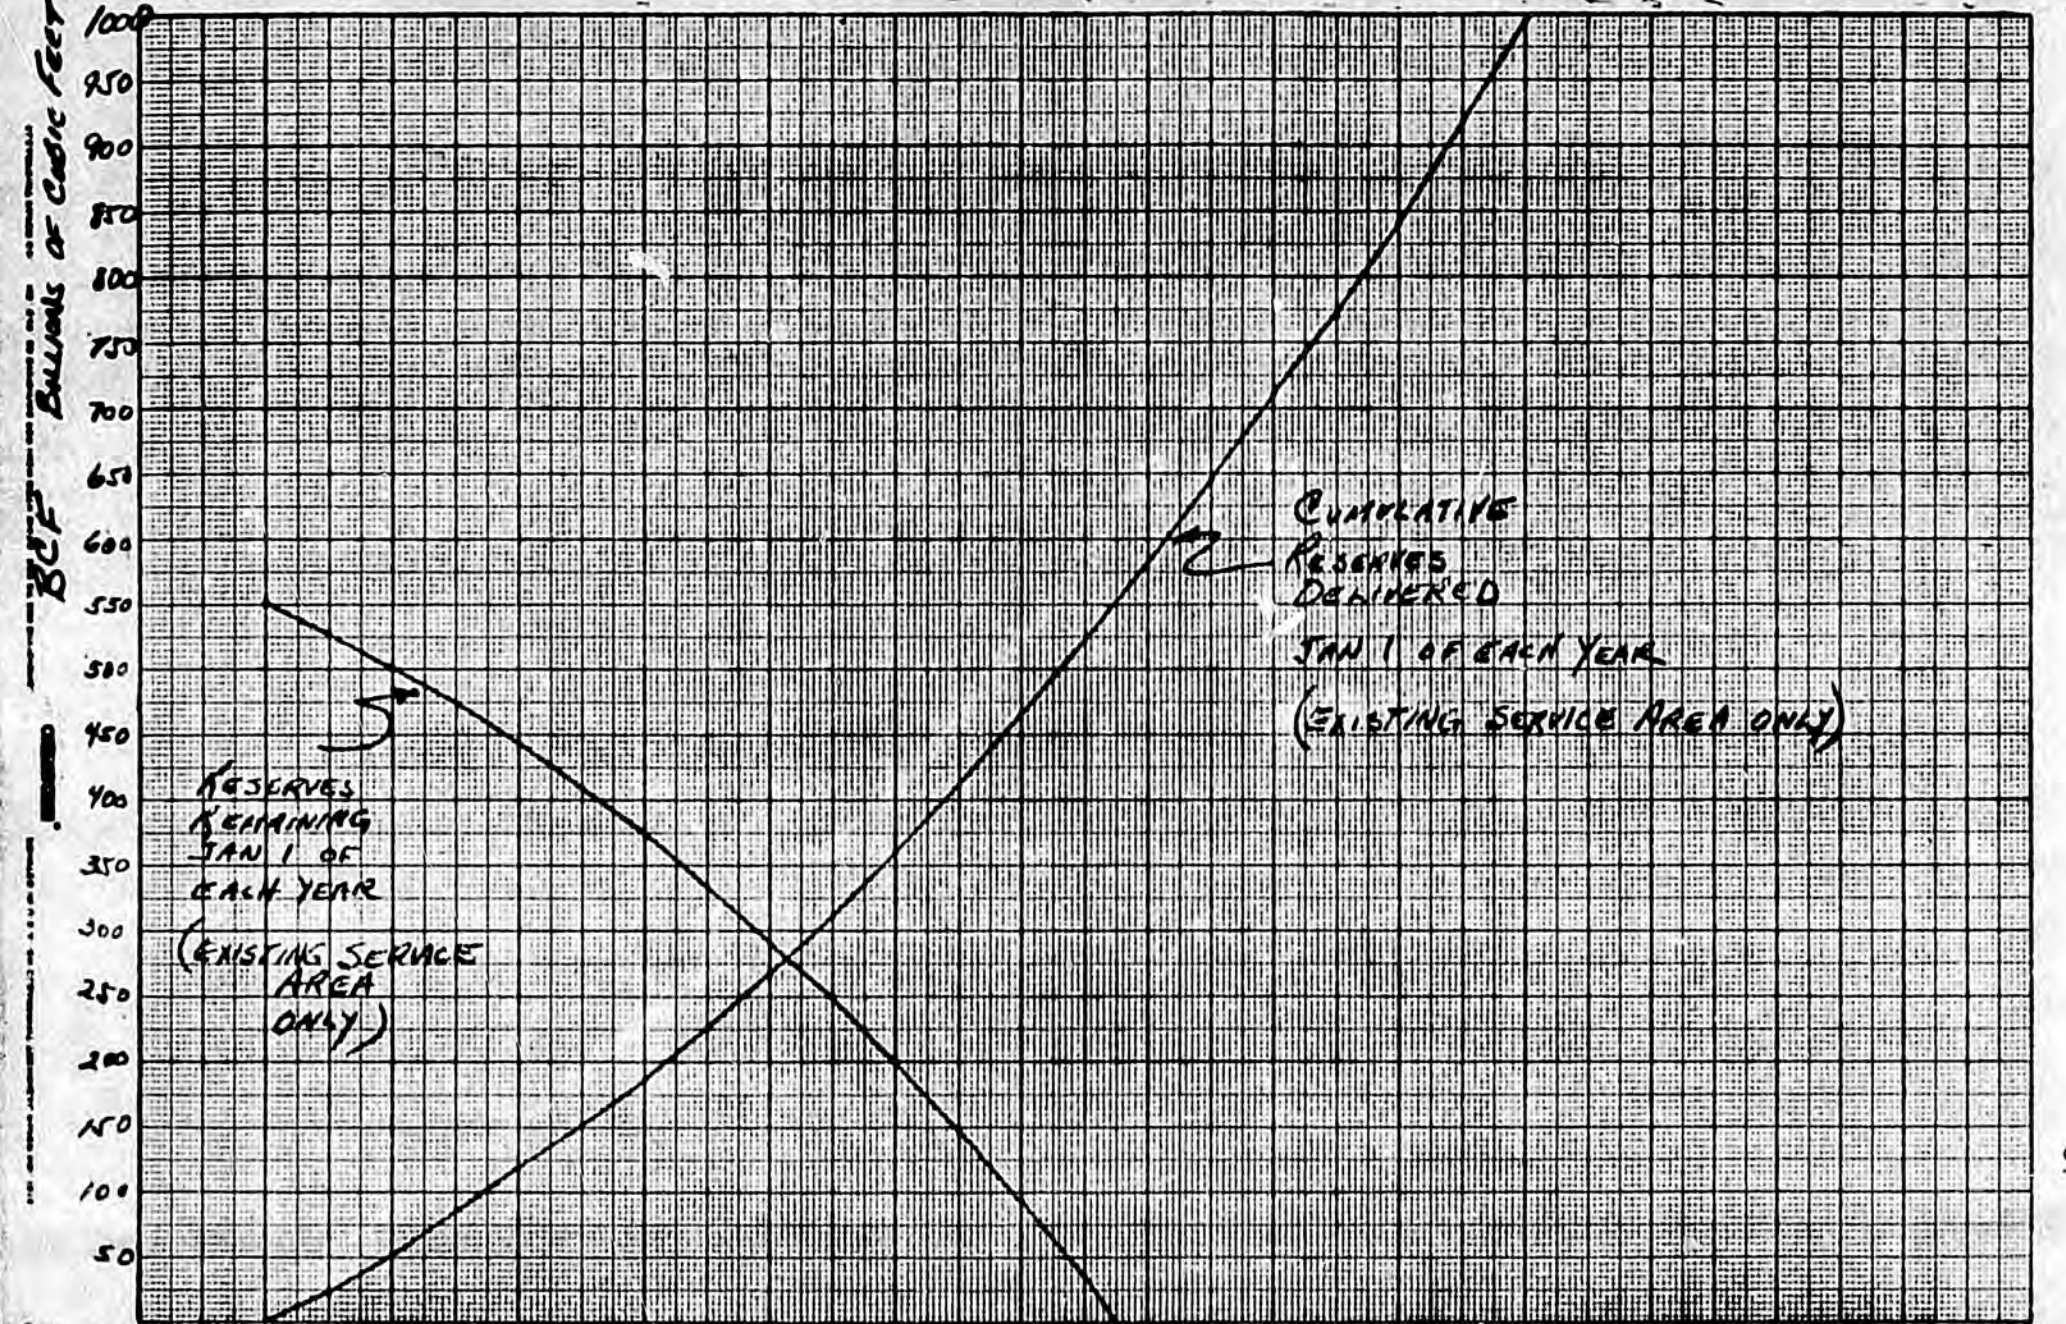 BCF Billions of Cubic Feet
1000
950
900
850
800
750
700
650
600
550
500
450
400
350
300
250
200
150
100
50
Cumulative
Reserves
Delivered
Jan 1 of each Year
(Existing Service Area only)
Reserves
Remaining
Jan 1 of
each Year
(Existing Service
Area
only)